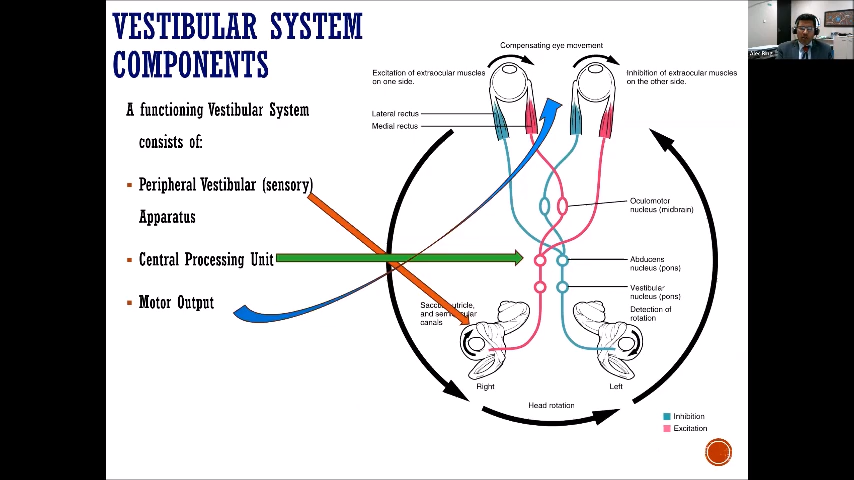 VESTIBULAR SYSTEM
COMPONENTS
A functioning Vestibular System
consists of:
Peripheral Vestibular (sensory)
Apparatus
Central Processing Unit
Motor Output
Compensating eye movement
Excitation of extraocular muscles
on one side.
Inhibition of extraocular muscles
on the other side.
Lateral rectus
Medial rectus
Oculomotor
nucleus (midbrain)
Abducens
nucleus (pons)
Vestibular
nucleus (pons)
Detection of
rotation
and
canals
Right
Left
Head rotation
Inhibition
Excitation